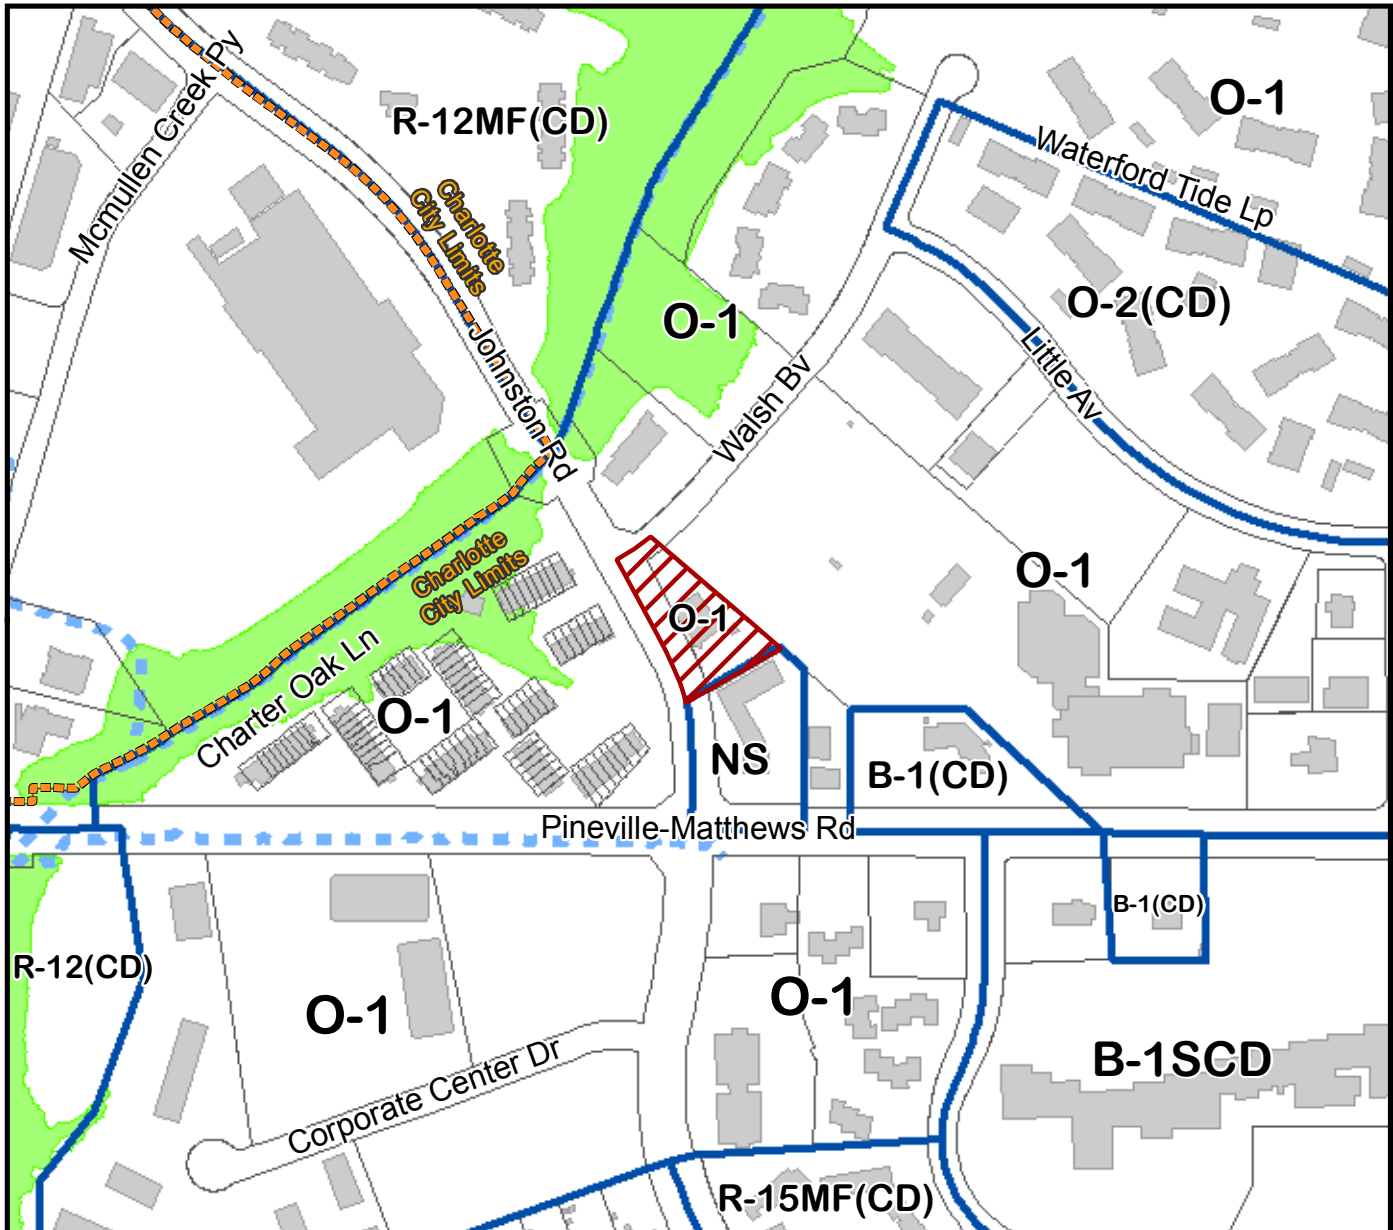 Mcmullen Creek Py
R-12MF(CD)
O-1
Waterford Tide Lp
Charlotte
City Limits
O-2(CD)
O-1
Johnston Rd
Little Av
Walsh Bv
Charlotte
City Limits
O-1
O-1
Charter Oak Ln
O-1
NS
B-1(CD)
Pineville-Matthews Rd
B-1(CD)
R-12(CD)
O-1
O-1
B-1SCD
Corporate Center Dr
R-15MF(CD)